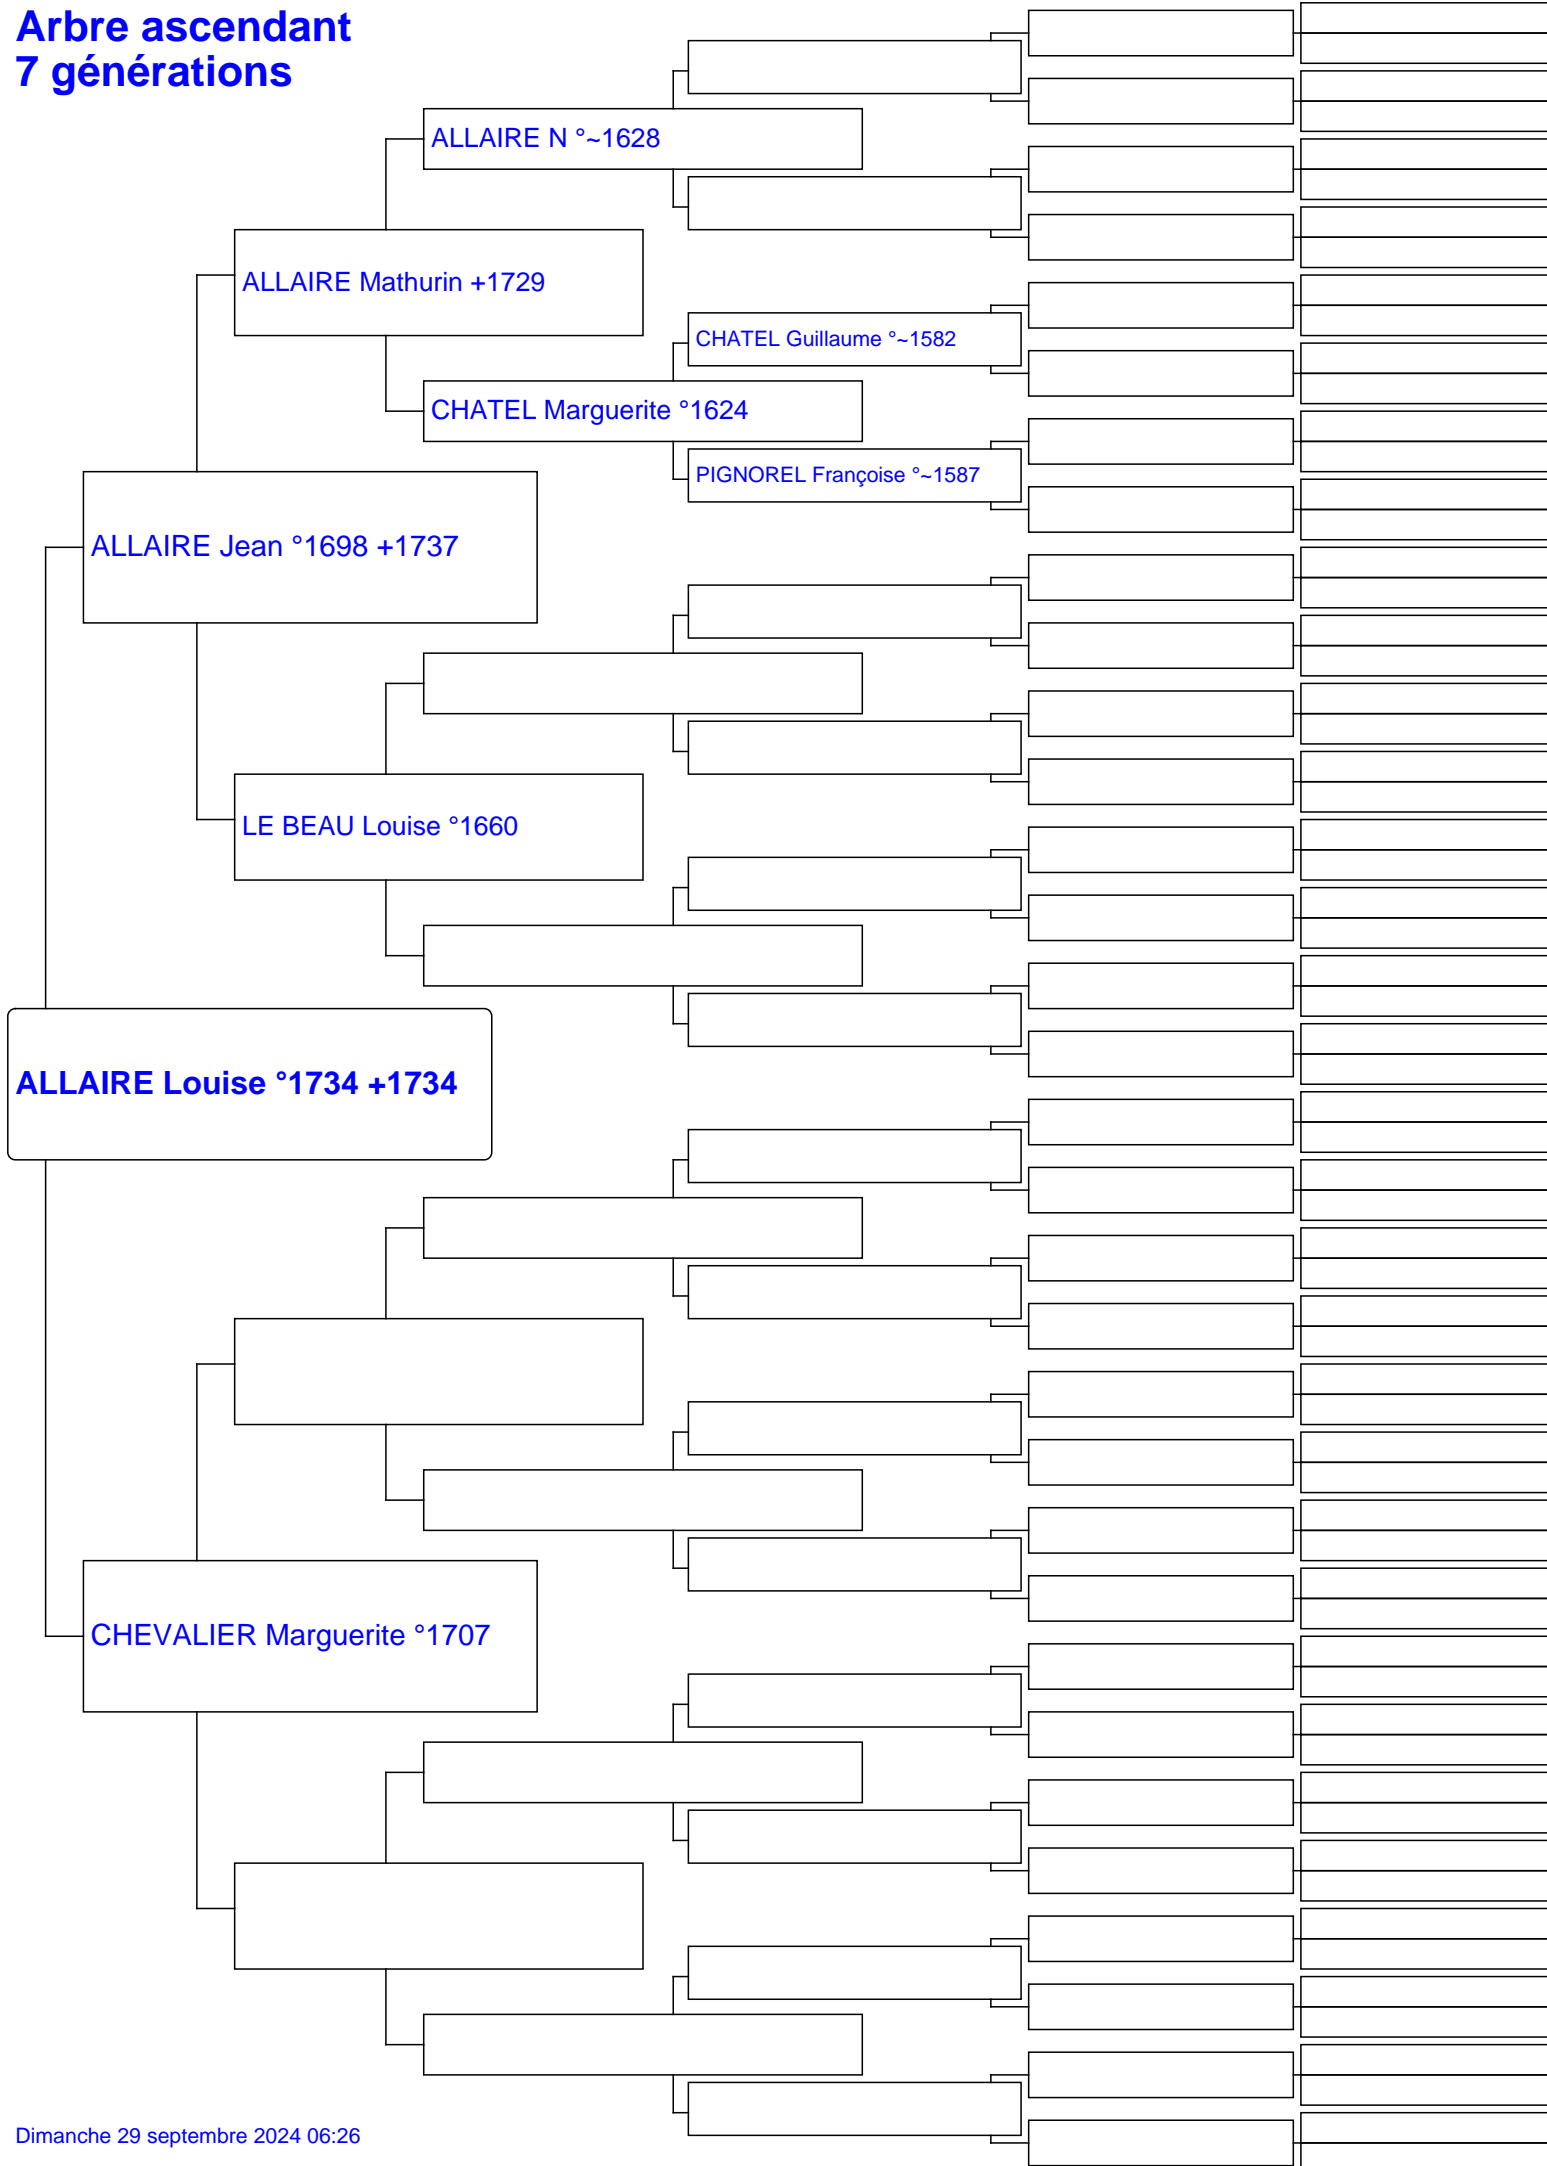 Arbre ascendant
7 générations
ALLAIRE N °~1628
ALLAIRE Mathurin +1729
CHATEL Guillaume °~1582
CHATEL Marguerite °1624
PIGNOREL Françoise °~1587
ALLAIRE Jean °1698 +1737
LE BEAU Louise °1660
ALLAIRE Louise °1734 +1734
CHEVALIER Marguerite °1707
Dimanche 29 septembre 2024 06:26